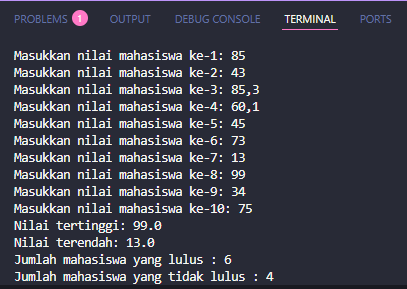 PROBLEMS 1 OUTPUT DEBUG CONSOLE TERMINAL PORTS
Masukkan nilai mahasiswa ke-1: 85
Masukkan nilai mahasiswa ke-2: 43
Masukkan nilai mahasiswa ke-3: 85,3
Masukkan nilai mahasiswa ke-4: 60,1
Masukkan nilai mahasiswa ke-5: 45
Masukkan nilai mahasiswa ke-6: 73
Masukkan nilai mahasiswa ke-7: 13
Masukkan nilai mahasiswa ke-8: 99
Masukkan nilai mahasiswa ke-9: 34
Masukkan nilai mahasiswa ke-10: 75
Nilai tertinggi: 99.0
Nilai terendah: 13.0
Jumlah mahasiswa yang lulus : 6
Jumlah mahasiswa yang tidak lulus : 4